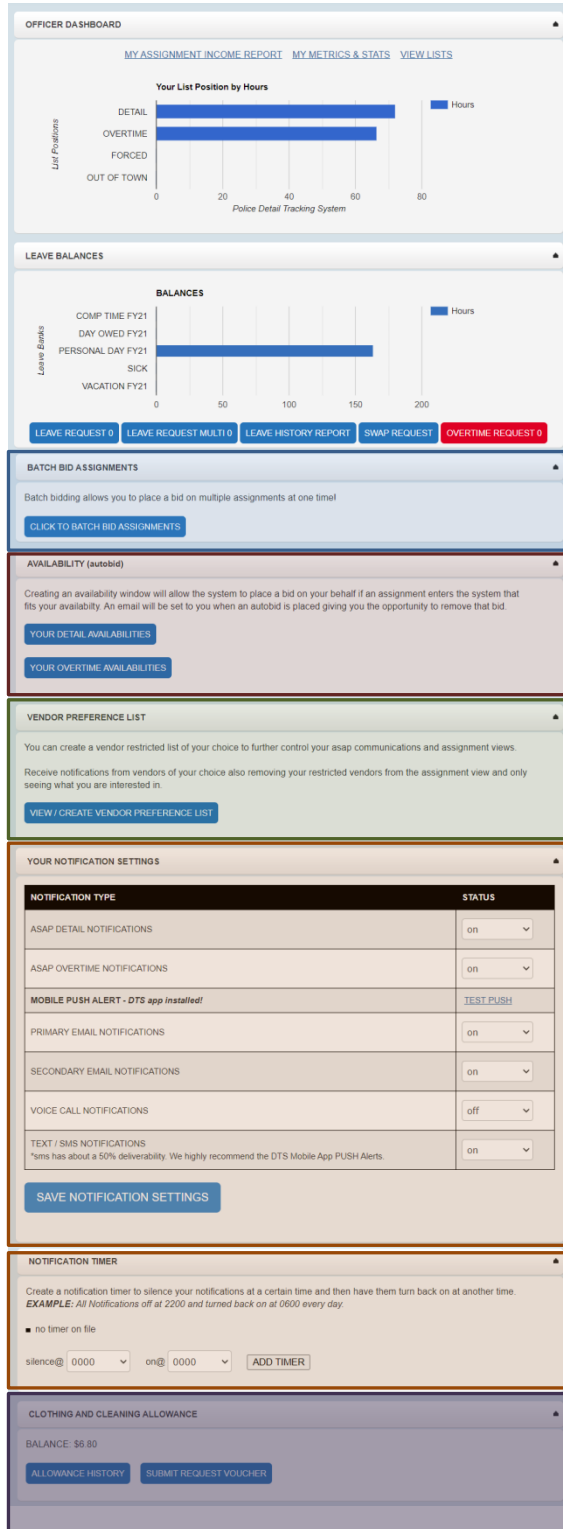 OFFICER DASHBOARD
MY ASSIGNMENT INCOME REPORT MY METRICS & STATS VIEW LISTS
Your List Position by Hours
List Postions
DETAIL
OVERTIME
FORCED
OUT OF TOWN
0 20 40 60 80
Police Detail Tracking System
Hours
LEAVE BALANCES
BALANCES
Leave Banks
COMP TIME FY21
DAY OWED FY21
PERSONAL DAY FY21
SICK
VACATION FY21
0 50 100 150 200
Hours
LEAVE REQUEST 0 LEAVE REQUEST MULTI 0 LEAVE HISTORY REPORT SWAP REQUEST OVERTIME REQUEST 0
BATCH BID ASSIGNMENTS
Batch bidding allows you to place a bid on multiple assignments at one time!
CLICK TO BATCH BID ASSIGNMENTS
AVAILABILITY (autobid)
Creating an availability window will allow the system to place a bid on your behalf if an assignment enters the system that
fits your availabilty. An email will be set to you when an autobid is placed giving you the opportunity to remove that bid.
YOUR DETAIL AVAILABILITIES
YOUR OVERTIME AVAILABILITIES
VENDOR PREFERENCE LIST
You can create a vendor restricted list of your choice to further control your asap communications and assignment views.
Receive notifications from vendors of your choice also removing your restricted vendors from the assignment view and only
seeing what you are interested in.
VIEW / CREATE VENDOR PREFERENCE LIST
YOUR NOTIFICATION SETTINGS
NOTIFICATION TYPE STATUS
ASAP DETAIL NOTIFICATIONS on
ASAP OVERTIME NOTIFICATIONS on
MOBILE PUSH ALERT - DTS app installed! TEST PUSH
PRIMARY EMAIL NOTIFICATIONS on
SECONDARY EMAIL NOTIFICATIONS on
VOICE CALL NOTIFICATIONS off
TEXT / SMS NOTIFICATIONS on
*sms has about a 50% deliverability. We highly recommend the DTS Mobile App PUSH Alerts.
SAVE NOTIFICATION SETTINGS
NOTIFICATION TIMER
Create a notification timer to silence your notifications at a certain time and then have them turn back on at another time.
EXAMPLE: All Notifications off at 2200 and turned back on at 0600 every day.
no timer on file
silence@ 0000 on@ 0000 ADD TIMER
CLOTHING AND CLEANING ALLOWANCE
BALANCE: $6.80
ALLOWANCE HISTORY SUBMIT REQUEST VOUCHER